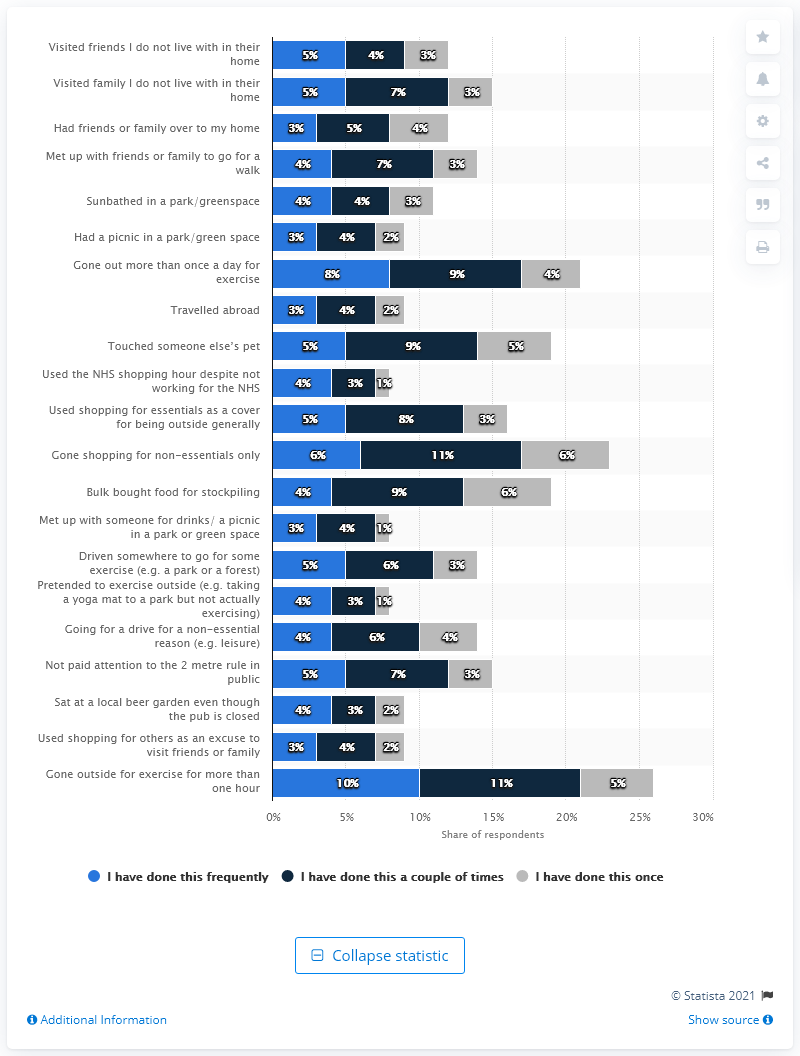 Visited friends I do not live with in their
home
5% 4% 3%
Visited family I do not live with in their
home
5% 7% 3%
Had friends or family over to my home
3% 5% 4%
Met up with friends or family to go for a
walk
4% 7% 3%
Sunbathed in a park/greenspace
4% 4% 3%
Had a picnic in a park/green space
3% 4% 2%
Gone out more than once a day for
exercise
8% 9% 4%
Travelled abroad
3% 4% 2%
Touched someone else's pet
5% 9% 5%
Used the NHS shopping hour despite not
working for the NHS
4% 3% 1%
Used shopping for essentials as a cover
for being outside generally
5% 8% 3%
Gone shopping for non-essentials only
6% 11% 6%
Bulk bought food for stockpiling
4% 9% 6%
Met up with someone for drinks/ a picnic
in a park or green space
3% 4% 1%
Driven somewhere to go for some
exercise (e.g. a park or a forest)
5% 6% 3%
Pretended to exercise outside (e.g. taking
a yoga mat to a park but not actually
exercising)
4% 3% 1%
Going for a drive for a non-essential
reason (e.g. leisure)
4% 6% 4%
Not paid attention to the 2 metre rule in
public
5% 7% 3%
Sat at a local beer garden even though
the pub is closed
4% 3% 2%
Used shopping for others as an excuse to
visit friends or family
3% 4% 2%
Gone outside for exercise for more than
one hour
10% 11% 5%
0% 5% 10% 15% 20% 25% 30%
Share of respondents
I have done this frequently I have done this a couple of times I have done this once
Collapse statistic
© Statista 2021
Additional Information Show source